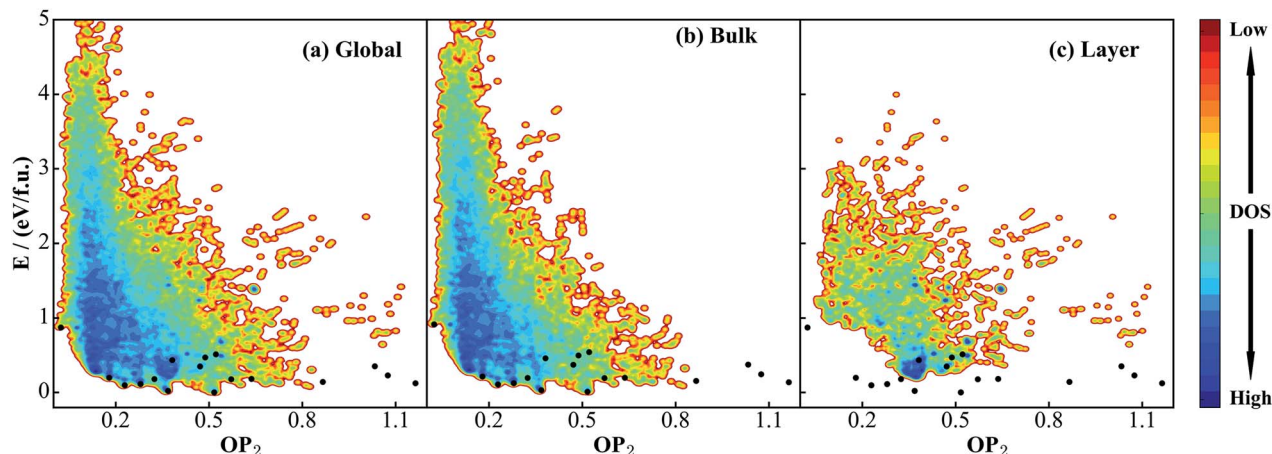 (a) Global
(b) Bulk
(c) Layer
E / (eV/f.u.)
5
4
3
2
1
0
0.2 0.5 0.8 1.1
0.2 0.5 0.8 1.1
0.2 0.5 0.8 1.1
OP₂
OP₂
OP₂
Low
DOS
High